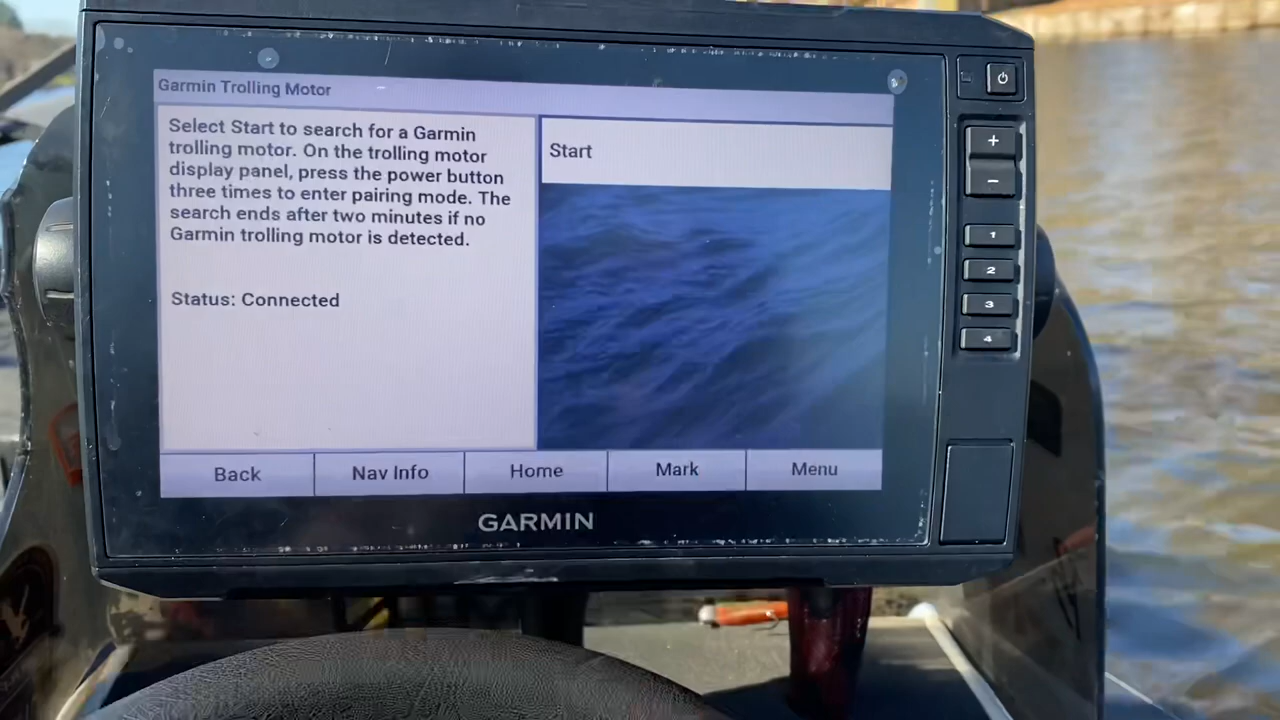 Garmin Trolling Motor
Select Start to search for a Garmin
trolling motor. On the trolling motor
display panel, press the power button
three times to enter pairing mode. The
search ends after two minutes if no
Garmin trolling motor is detected.
Status: Connected
Start
Back
Nav Info
Home
Mark
Menu
GARMIN
+
−
1
2
3
4